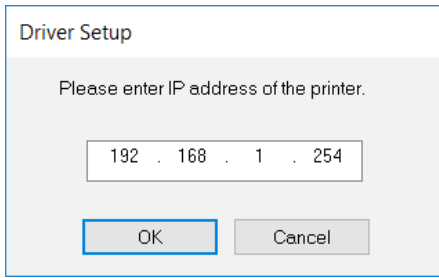 Driver Setup
Please enter IP address of the printer.
192 . 168 . 1 . 254
OK Cancel